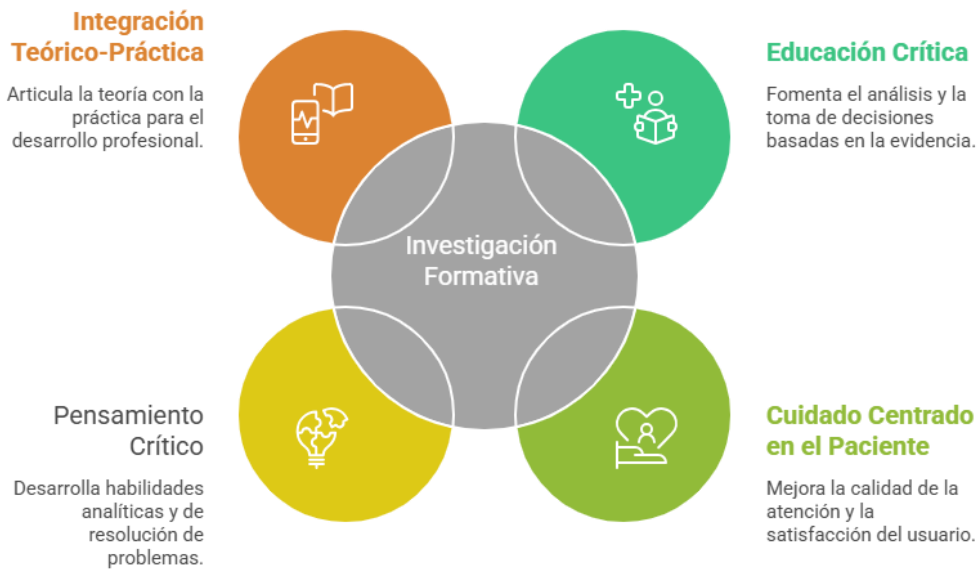 Integración
Teórico-Práctica
Articula la teoría con la
práctica para el
desarrollo profesional.
Educación Crítica
Fomenta el análisis y la
toma de decisiones
basadas en la evidencia.
Investigación
Formativa
Pensamiento
Crítico
Desarrolla habilidades
analíticas y de
resolución de
problemas.
Cuidado Centrado
en el Paciente
Mejora la calidad de la
atención y la
satisfacción del usuario.